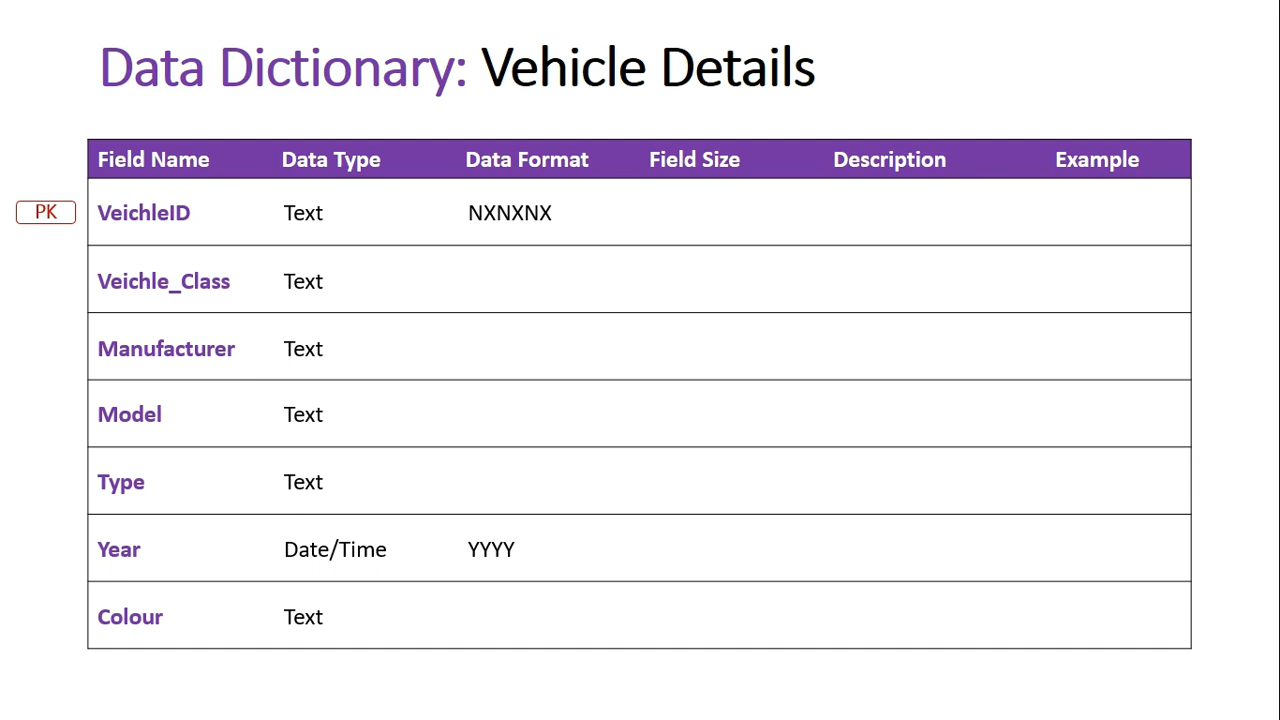 Data Dictionary: Vehicle Details
Field Name Data Type Data Format Field Size Description Example
PK VeichleID Text NXNXNX
Veichle_Class Text
Manufacturer Text
Model Text
Type Text
Year Date/Time YYYY
Colour Text